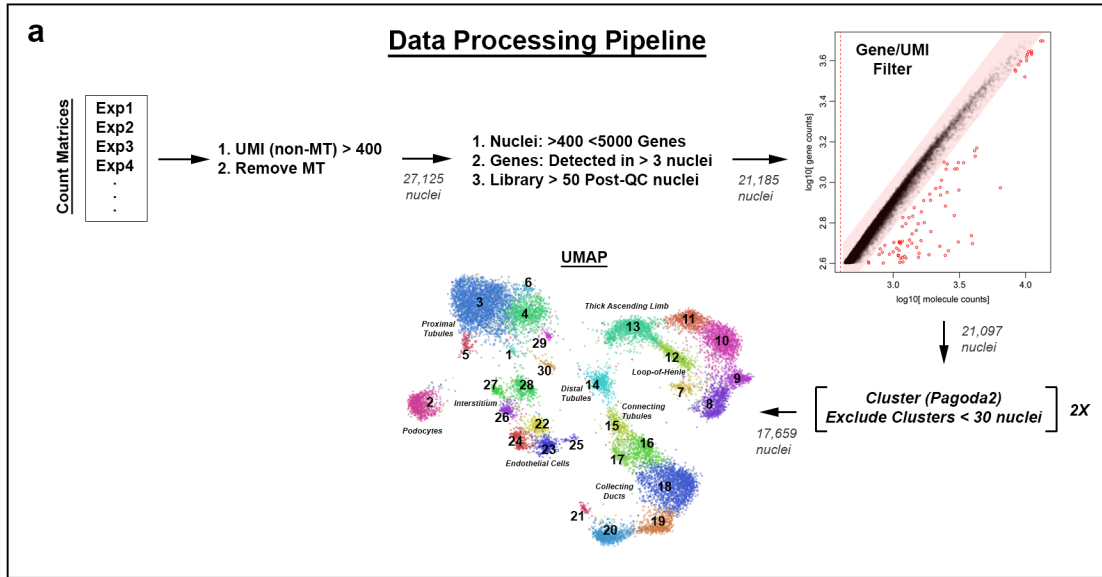 a
Data Processing Pipeline
Count Matrices
Exp1
Exp2
Exp3
Exp4
.
.
.
1. UMI (non-MT) > 400
2. Remove MT
27,125
nuclei
1. Nuclei: >400 <5000 Genes
2. Genes: Detected in > 3 nuclei
3. Library > 50 Post-QC nuclei
21,185
nuclei
Gene/UMI
Filter
log10[ gene counts]
3.6
3.4
3.2
3.0
2.8
2.6
3.0
3.5
4.0
log10[ molecule counts]
21,097
nuclei
Cluster (Pagoda2)
Exclude Clusters < 30 nuclei
2X
17,659
nuclei
UMAP
6
3
4
Proximal
Tubules
5
1
29
30
27
28
2
Interstitium
26
Podocytes
22
24
23
25
Endothelial Cells
Thick Ascending Limb
13
11
10
12
Loop-of-Henle
9
14
Distal
Tubules
7
8
Connecting
Tubules
15
16
17
Collecting
Ducts
18
21
19
20